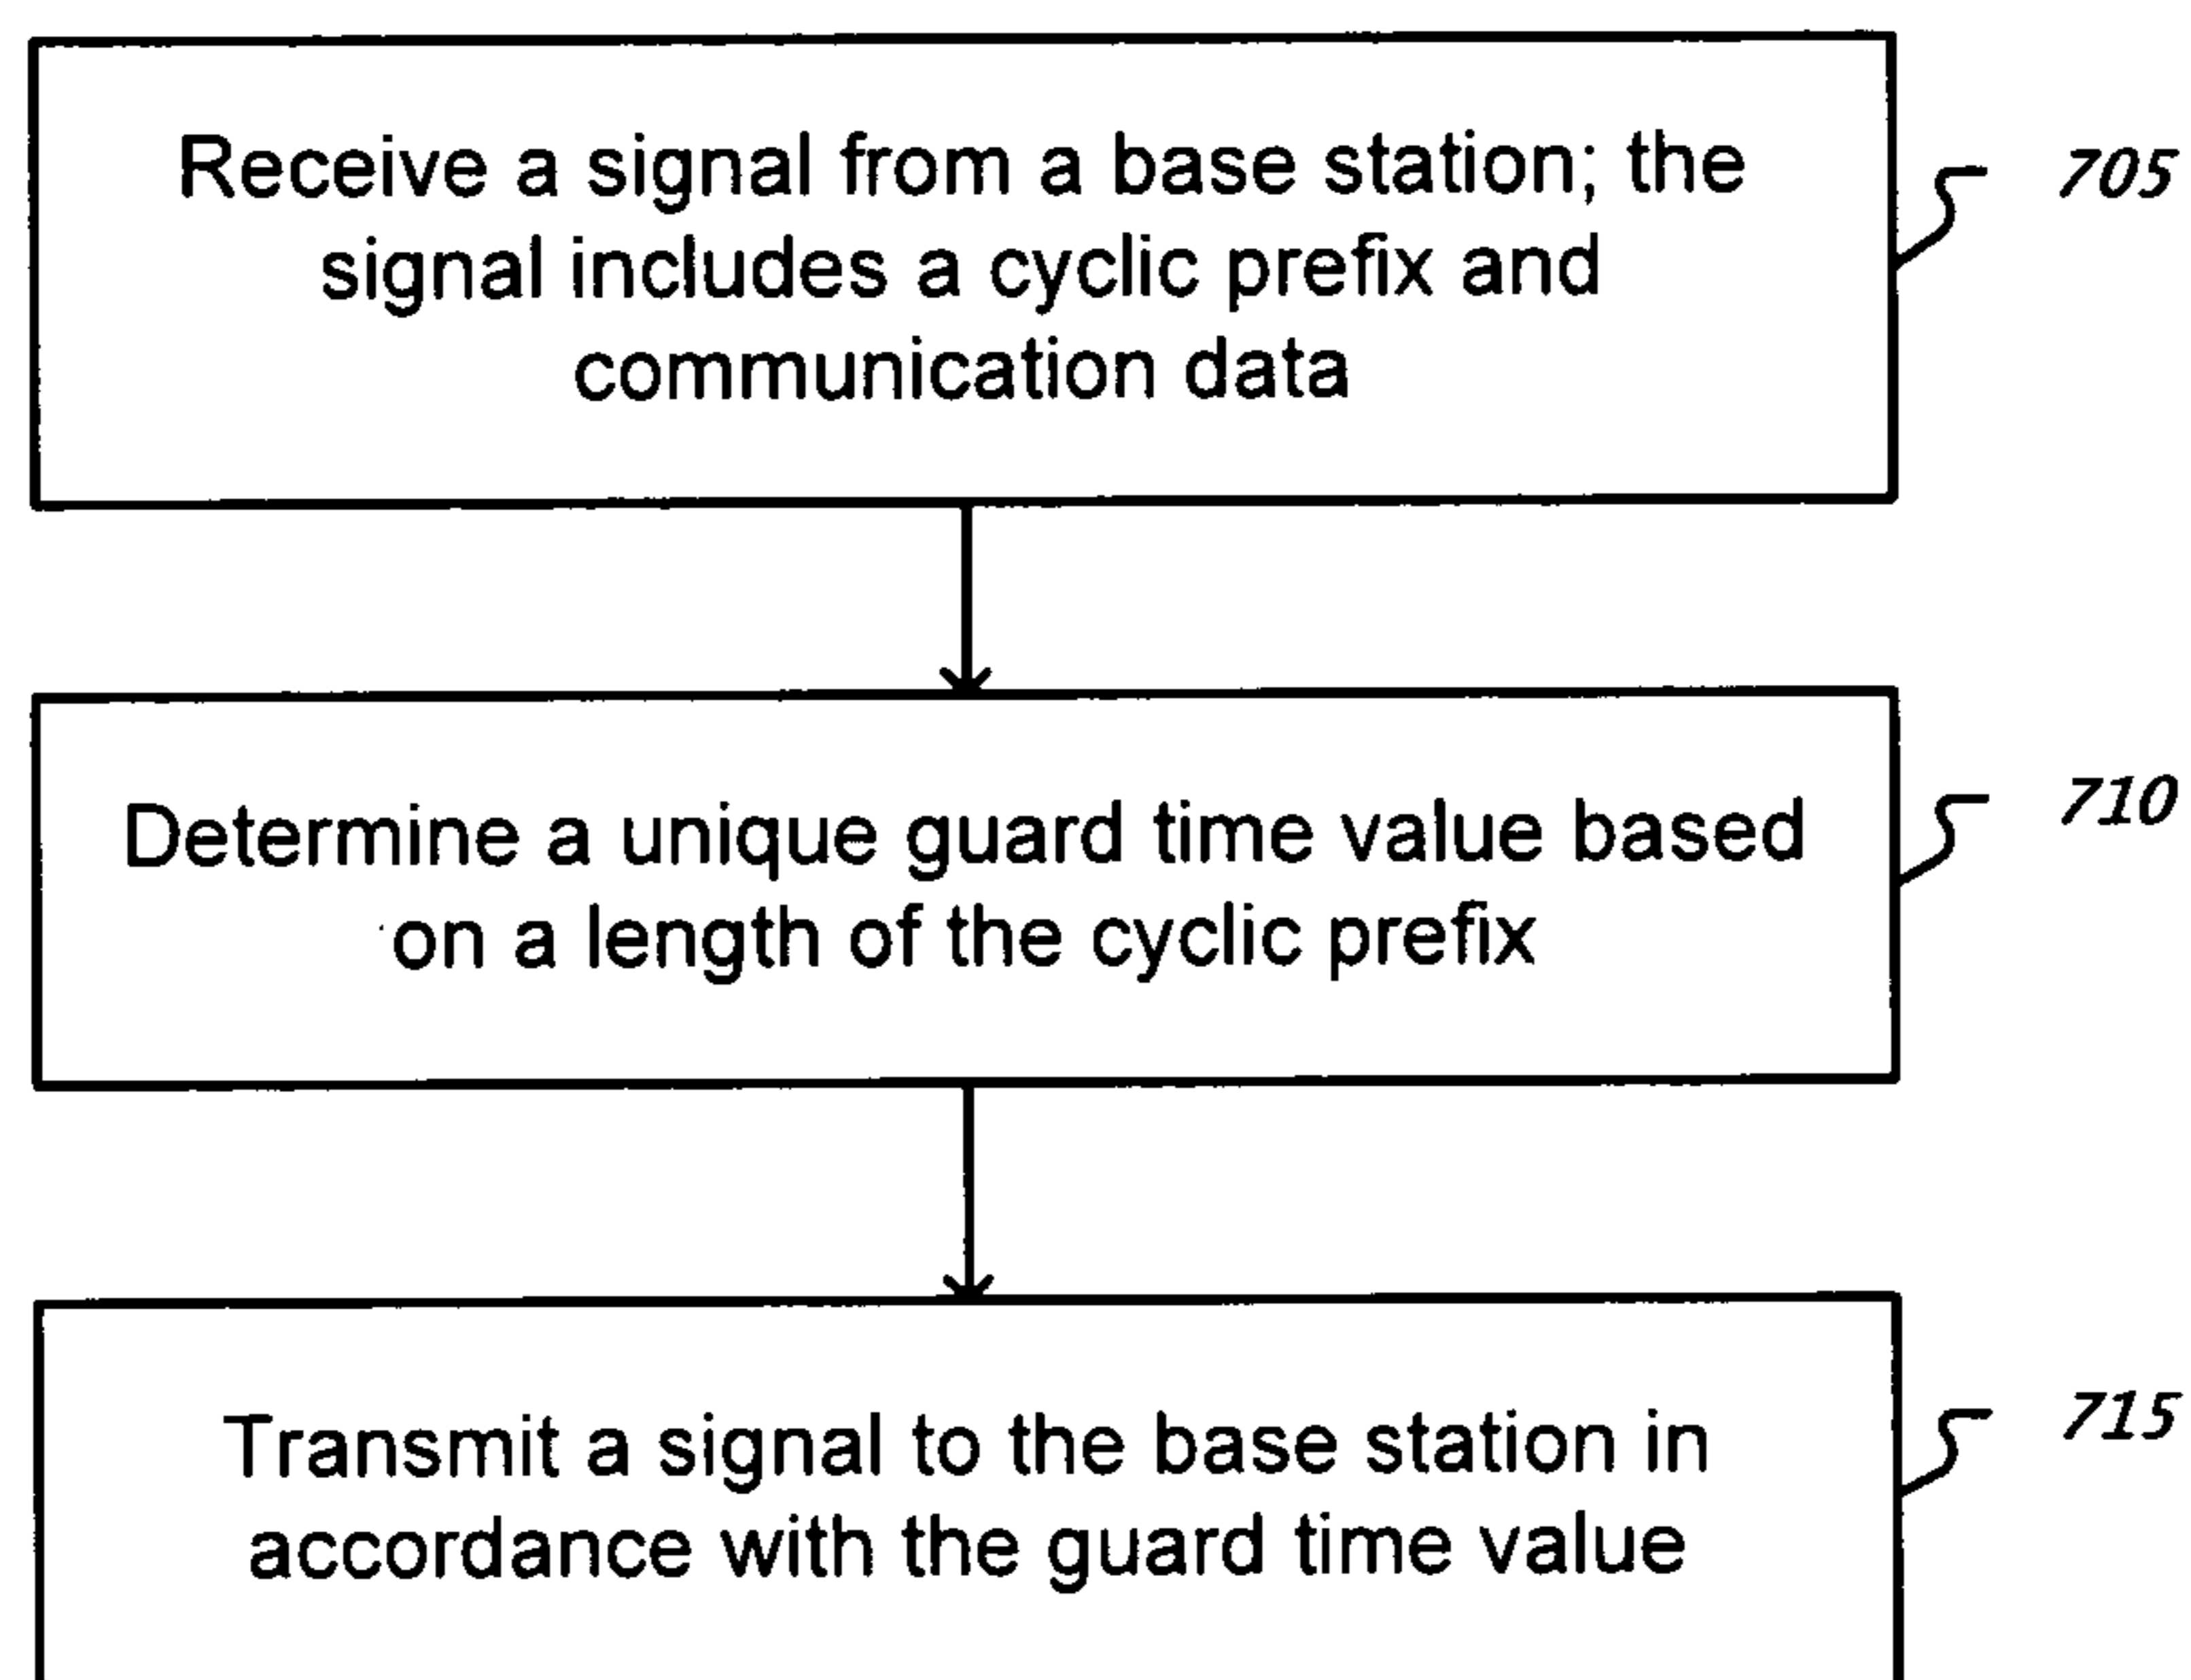 Receive a signal from a base station; the
signal includes a cyclic prefix and
communication data
705
Determine a unique guard time value based
on a length of the cyclic prefix
710
Transmit a signal to the base station in
accordance with the guard time value
715